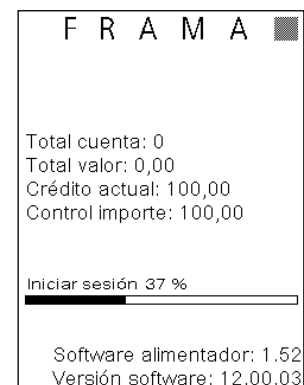 FRAMA
Total cuenta: 0
Total valor: 0,00
Crédito actual: 100,00
Control importe: 100,00
Iniciar sesión 37 %
Software alimentador: 1.52
Versión software: 12.00.03